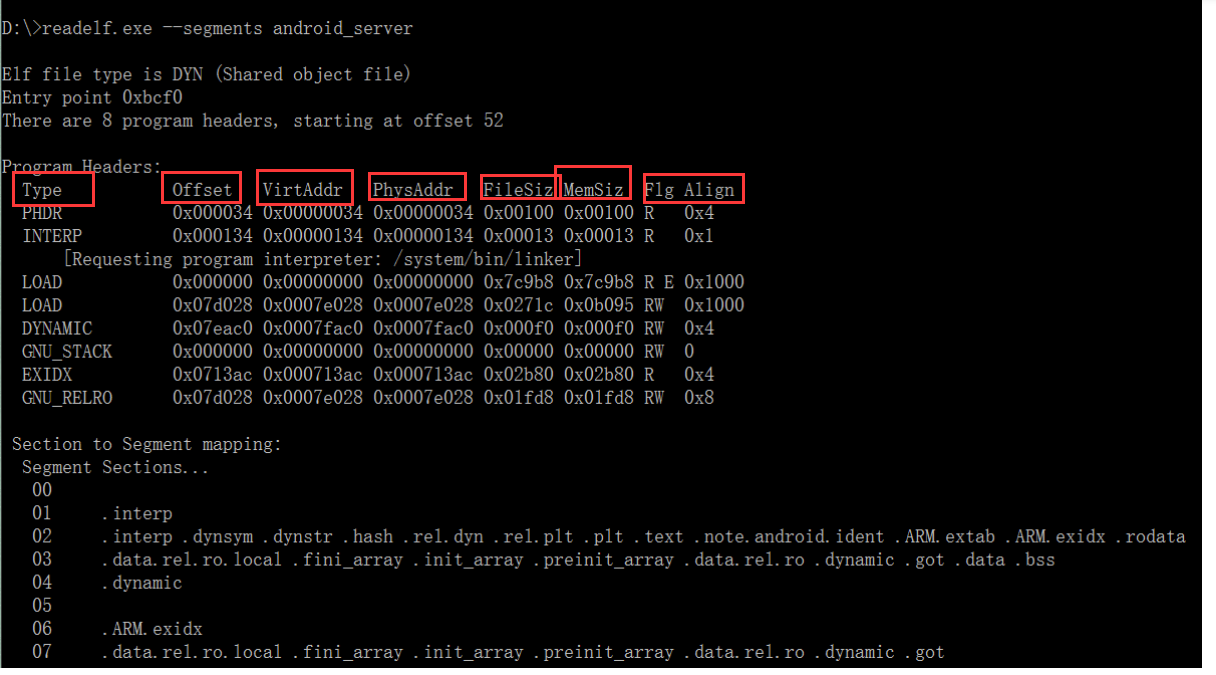 D:\>readelf.exe --segments android_server
Elf file type is DYN (Shared object file)
Entry point 0xbcf0
There are 8 program headers, starting at offset 52
Program Headers:
Type Offset VirtAddr PhysAddr FileSiz MemSiz Flg Align
PHDR 0x000034 0x00000034 0x00000034 0x00100 0x00100 R 0x4
INTERP 0x000134 0x00000134 0x00000134 0x00013 0x00013 R 0x1
[Requesting program interpreter: /system/bin/linker]
LOAD 0x000000 0x00000000 0x00000000 0x7c9b8 0x7c9b8 R E 0x1000
LOAD 0x07d028 0x0007e028 0x0007e028 0x0271c 0x0b095 RW 0x1000
DYNAMIC 0x07eac0 0x0007fac0 0x0007fac0 0x000f0 0x000f0 RW 0x4
GNU_STACK 0x000000 0x00000000 0x00000000 0x00000 0x00000 RW 0
EXIDX 0x0713ac 0x000713ac 0x000713ac 0x02b80 0x02b80 R 0x4
GNU_RELRO 0x07d028 0x0007e028 0x0007e028 0x01fd8 0x01fd8 RW 0x8
Section to Segment mapping:
Segment Sections...
00
01 .interp
02 .interp .dynsym .dynstr .hash .rel.dyn .rel.plt .plt .text .note.android.ident .ARM.extab .ARM.exidx .rodata
03 .data.rel.ro.local .fini_array .init_array .preinit_array .data.rel.ro .dynamic .got .data .bss
04 .dynamic
05
06 .ARM.exidx
07 .data.rel.ro.local .fini_array .init_array .preinit_array .data.rel.ro .dynamic .got